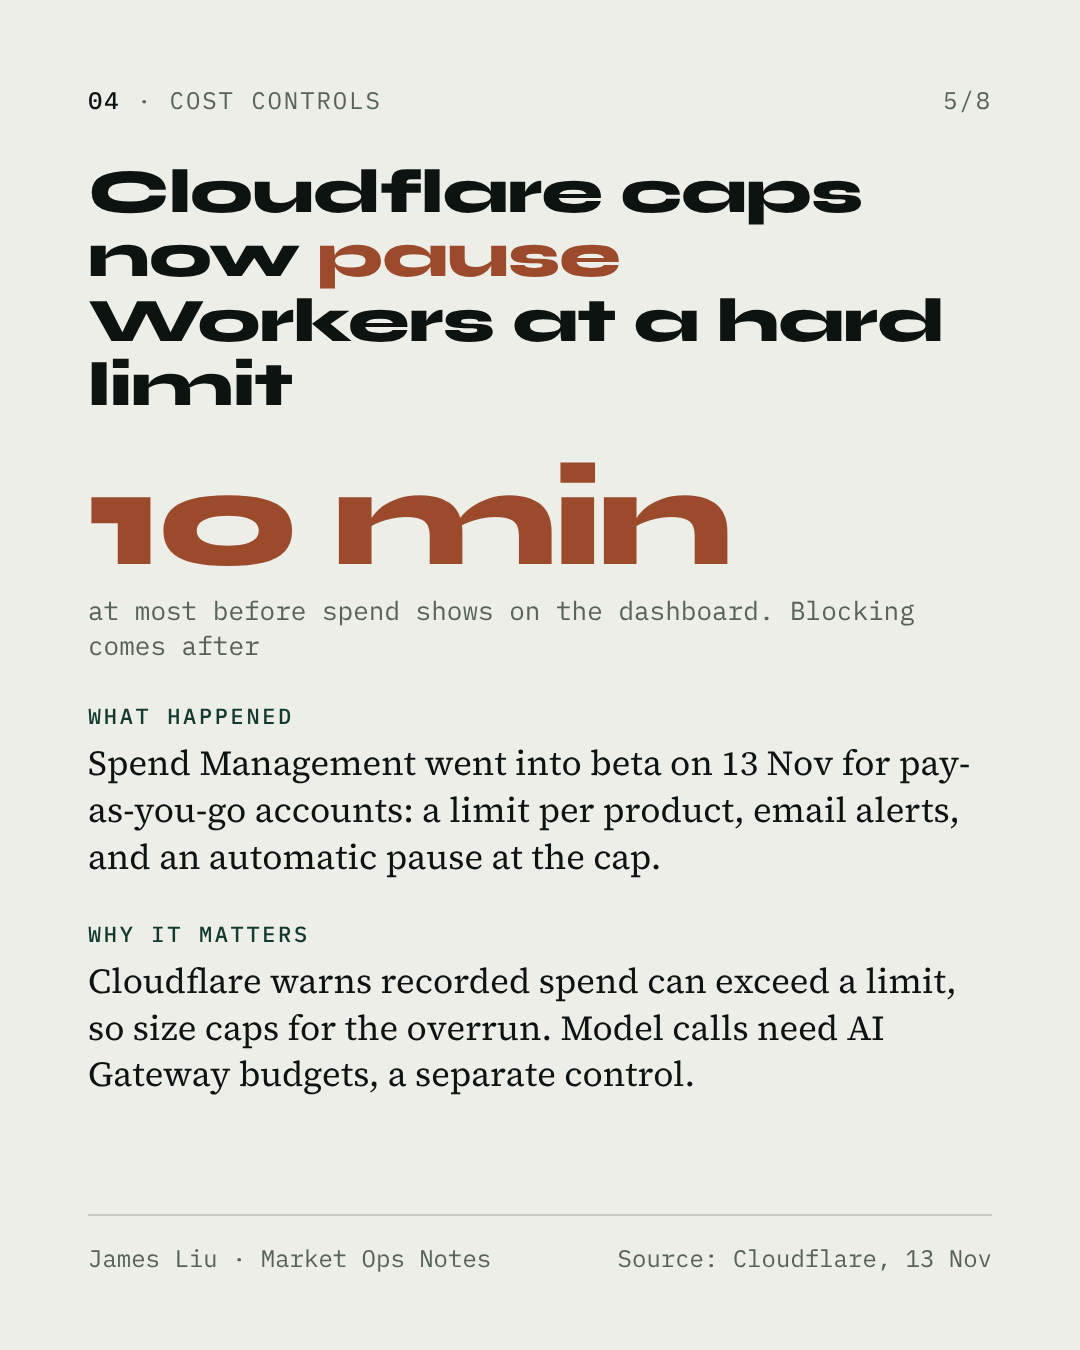 04 · COST CONTROLS
5/8
Cloudflare caps
now pause
Workers at a hard
limit
10 min
at most before spend shows on the dashboard. Blocking
comes after
WHAT HAPPENED
Spend Management went into beta on 13 Nov for pay-
as-you-go accounts: a limit per product, email alerts,
and an automatic pause at the cap.
WHY IT MATTERS
Cloudflare warns recorded spend can exceed a limit,
so size caps for the overrun. Model calls need AI
Gateway budgets, a separate control.
James Liu · Market Ops Notes
Source: Cloudflare, 13 Nov